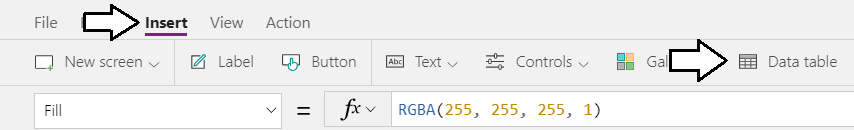 File Insert View Action
New screen Label Button Abc Text Controls Data table
Fill = fx RGBA(255, 255, 255, 1)